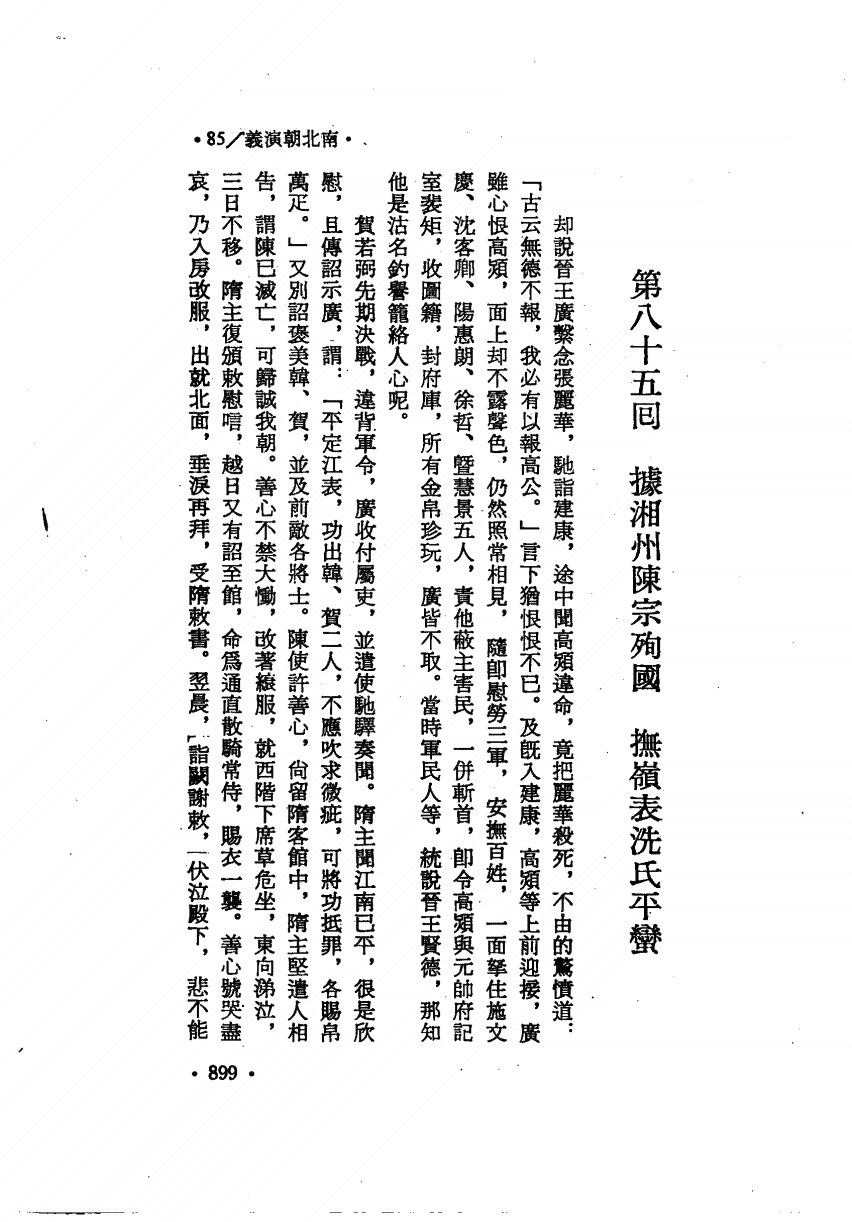 •85／義演朝北南•
第八十五回　據湘州陳宗殉國　撫嶺表洗氏平蠻
却說晉王廣繫念張麗華，馳詣建康，途中聞高熲違命，竟把麗華殺死，不由的驚憤道：
「古云無德不報，我必有以報高公。」言下猶恨恨不已。及旣入建康，高熲等上前迎接，廣
雖心恨高熲，面上却不露聲色，仍然照常相見，隨卽慰勞三軍，安撫百姓，一面拏住施文
慶、沈客卿、陽惠朗、徐哲、暨慧景五人，責他蔽主害民，一併斬首，卽令高熲與元帥府記
室裴矩，收圖籍，封府庫，所有金帛珍玩，廣皆不取。當時軍民人等，統說晉王賢德，那知
他是沽名釣譽籠絡人心呢。
賀若弼先期決戰，違背軍令，廣收付屬吏，並遣使馳驛奏聞。隋主聞江南已平，很是欣
慰，且傳詔示廣，謂：「平定江表，功出韓、賀二人，不應吹求微疵，可將功抵罪，各賜帛
萬疋。」又別詔褒美韓、賀，並及前敵各將士。陳使許善心，尙留隋客館中，隋主堅遣人相
告，謂陳已滅亡，可歸誠我朝。善心不禁大慟，改著縗服，就西階下席草危坐，東向涕泣，
三日不移。隋主復頒敕慰唁，越日又有詔至館，命爲通直散騎常侍，賜衣一襲。善心號哭盡
哀，乃入房改服，出就北面，垂淚再拜，受隋敕書。翌晨，詣闕謝敕，伏泣殿下，悲不能
•899•